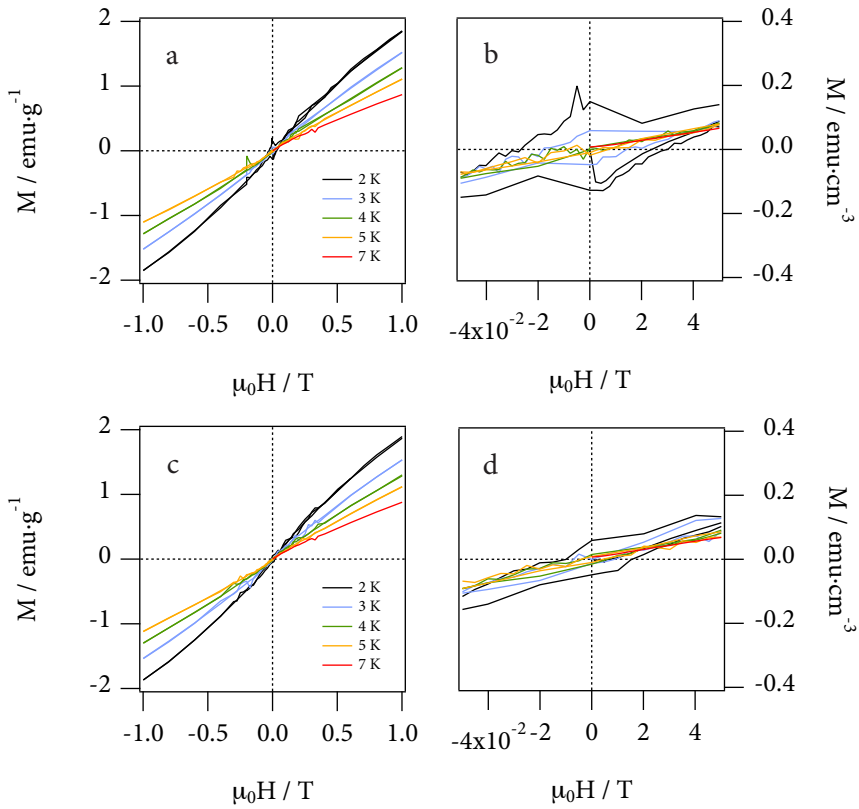 a
M / emu·g⁻¹
2
1
0
-1
-2
2 K
3 K
4 K
5 K
7 K
-1.0 -0.5 0.0 0.5 1.0
μ₀H / T
b
0.4
0.2
0.0
-0.2
-0.4
M / emu·cm⁻³
-4x10⁻² -2 0 2 4
μ₀H / T
c
M / emu·g⁻¹
2
1
0
-1
-2
2 K
3 K
4 K
5 K
7 K
-1.0 -0.5 0.0 0.5 1.0
μ₀H / T
d
0.4
0.2
0.0
-0.2
-0.4
M / emu·cm⁻³
-4x10⁻² -2 0 2 4
μ₀H / T